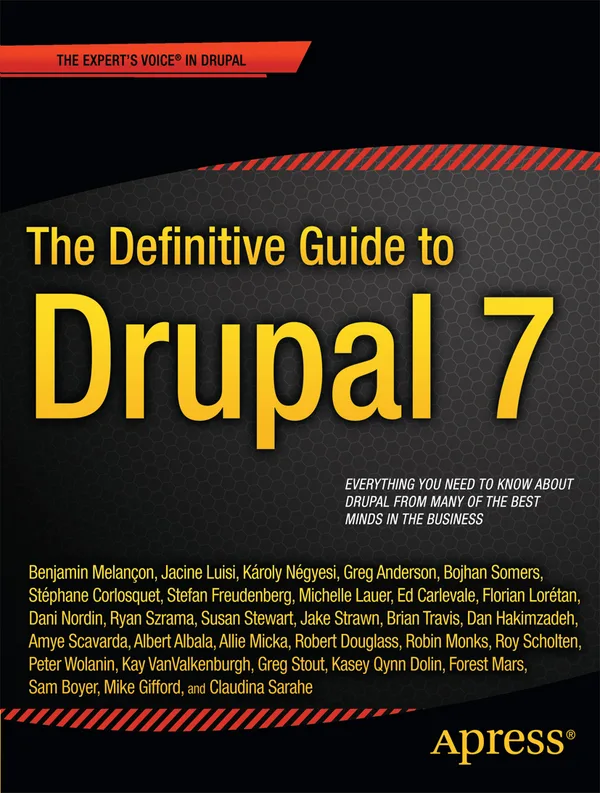 THE EXPERT'S VOICE® IN DRUPAL
The Definitive Guide to
Drupal 7
EVERYTHING YOU NEED TO KNOW ABOUT
DRUPAL FROM MANY OF THE BEST
MINDS IN THE BUSINESS
Benjamin Melançon, Jacine Luisi, Károly Négyesi, Greg Anderson, Bojhan Somers,
Stéphane Corlosquet, Stefan Freudenberg, Michelle Lauer, Ed Carlevale, Florian Lorétan,
Dani Nordin, Ryan Szrama, Susan Stewart, Jake Strawn, Brian Travis, Dan Hakimzadeh,
Amye Scavarda, Albert Albala, Allie Micka, Robert Douglass, Robin Monks, Roy Scholten,
Peter Wolanin, Kay VanValkenburgh, Greg Stout, Kasey Qynn Dolin, Forest Mars,
Sam Boyer, Mike Gifford, and Claudina Sarahe
Apress®